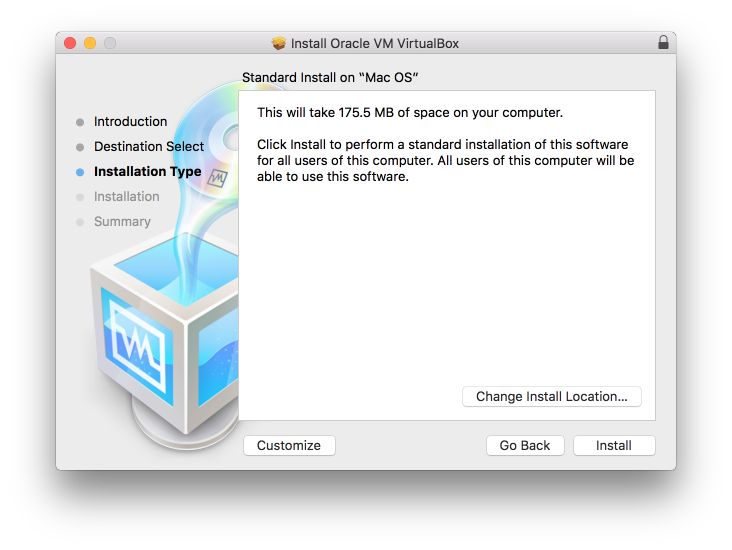 Install Oracle VM VirtualBox
Standard Install on “Mac OS”
Introduction
Destination Select
Installation Type
Installation
Summary
This will take 175.5 MB of space on your computer.
Click Install to perform a standard installation of this software
for all users of this computer. All users of this computer will be
able to use this software.
Change Install Location...
Customize
Go Back
Install